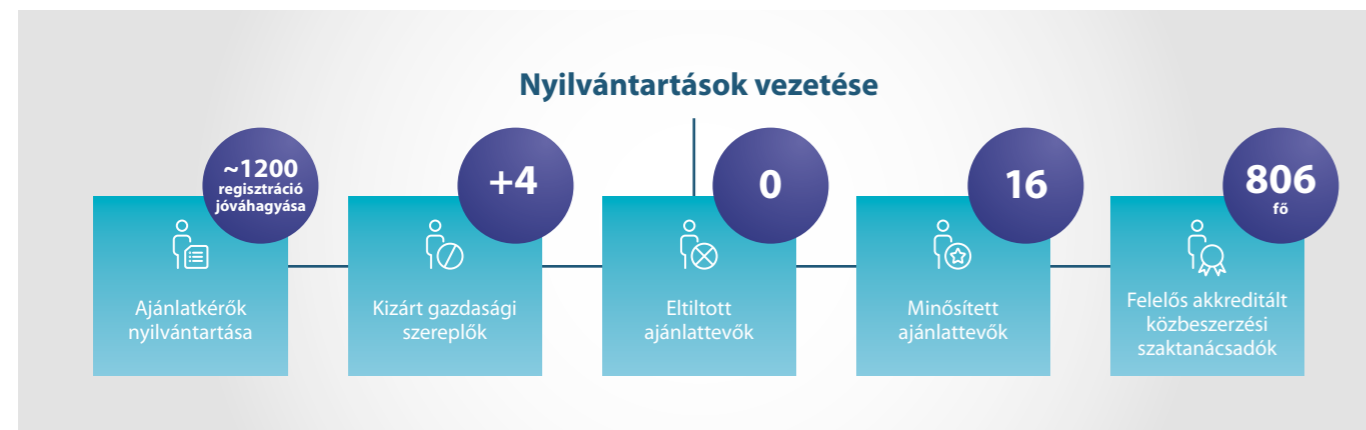 Nyilvántartások vezetése
~1200
regisztráció
jóváhagyása
Ajánlatkérők
nyilvántartása
+4
Kizárt gazdasági
szereplők
0
Eltiltott
ajánlattevők
16
Minősített
ajánlattevők
806
fő
Felelős akkreditált
közbeszerzési
szaktanácsadók